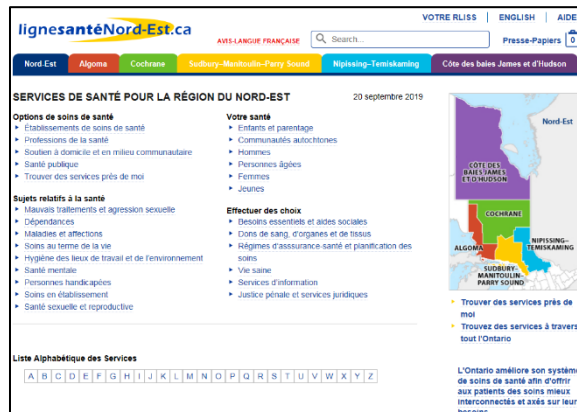 VOTRE RLISS | ENGLISH | AIDE
lignesantéNord-Est.ca
AVIS-LANGUE FRANÇAISE
Search...
Presse-Papiers 0
Nord-Est
Algoma
Cochrane
Sudbury–Manitoulin–Parry Sound
Nipissing–Temiskaming
Côte des baies James et d'Hudson
SERVICES DE SANTÉ POUR LA RÉGION DU NORD-EST
20 septembre 2019
Options de soins de santé
Établissements de soins de santé
Professions de la santé
Soutien à domicile et en milieu communautaire
Santé publique
Trouver des services près de moi
Sujets relatifs à la santé
Mauvais traitements et agression sexuelle
Dépendances
Maladies et affections
Soins au terme de la vie
Hygiène des lieux de travail et de l'environnement
Santé mentale
Personnes handicapées
Soins en établissement
Santé sexuelle et reproductive
Votre santé
Enfants et parentage
Communautés autochtones
Hommes
Personnes âgées
Femmes
Jeunes
Effectuer des choix
Besoins essentiels et aides sociales
Dons de sang, d'organes et de tissus
Régimes d'asssurance-santé et planification des
soins
Vie saine
Services d'information
Justice pénale et services juridiques
Nord-Est
CÔTE DES
BAIES JAMES
ET D'HUDSON
COCHRANE
ALGOMA
NIPISSING–
TEMISKAMING
SUDBURY-
MANITOULIN-
PARRY SOUND
Trouver des services près de
moi
Trouvez des services à travers
tout l'Ontario
Liste Alphabétique des Services
A B C D E F G H I J K L M N O P Q R S T U V W X Y Z
L'Ontario améliore son système
de soins de santé afin d'offrir
aux patients des soins mieux
interconnectés et axés sur leurs
besoins